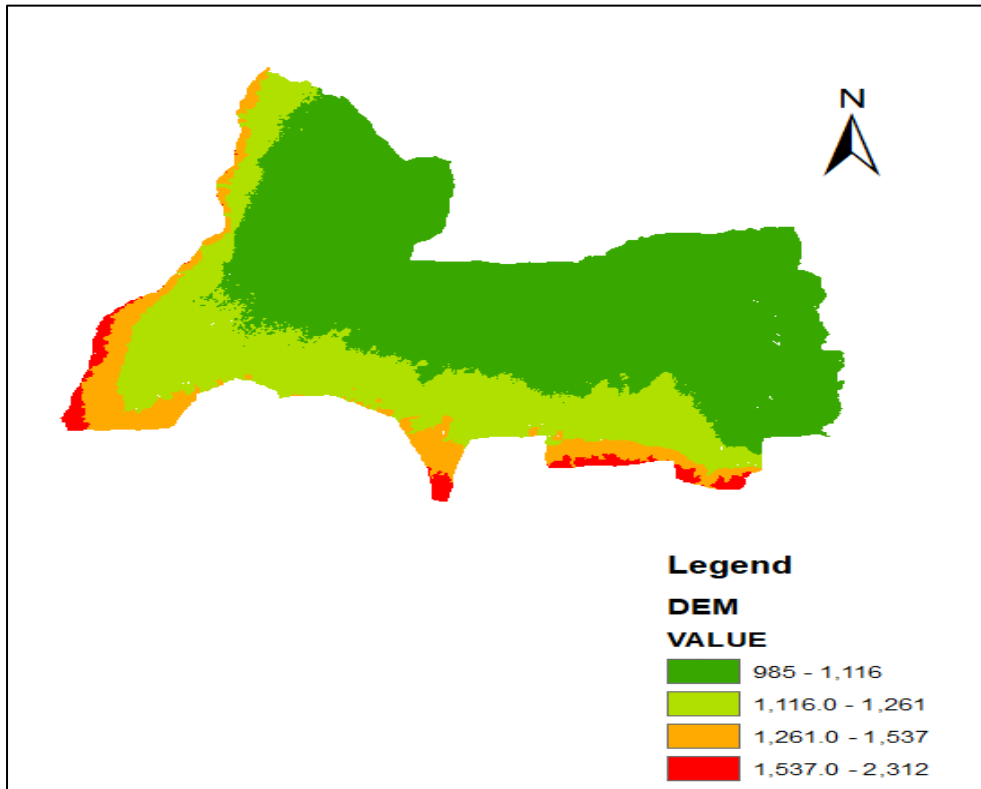 N
Legend
DEM
VALUE
985 - 1,116
1,116.0 - 1,261
1,261.0 - 1,537
1,537.0 - 2,312